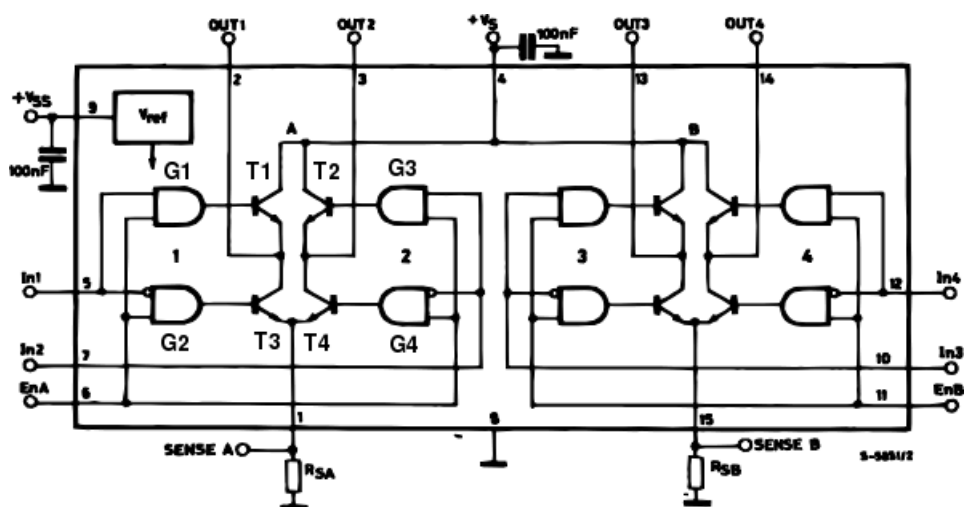 OUT1 OUT2 +VS 100nF OUT3 OUT4
2 3 4 13 14
+VSS 9 Vref A B
100nF
G1 T1 T2 G3
1 2 3 4
In1 5 12 In4
G2 T3 T4 G4
In2 7 10 In3
EnA 6 11 EnB
1 8 15
SENSE A SENSE B S-5851/2
RSA RSB